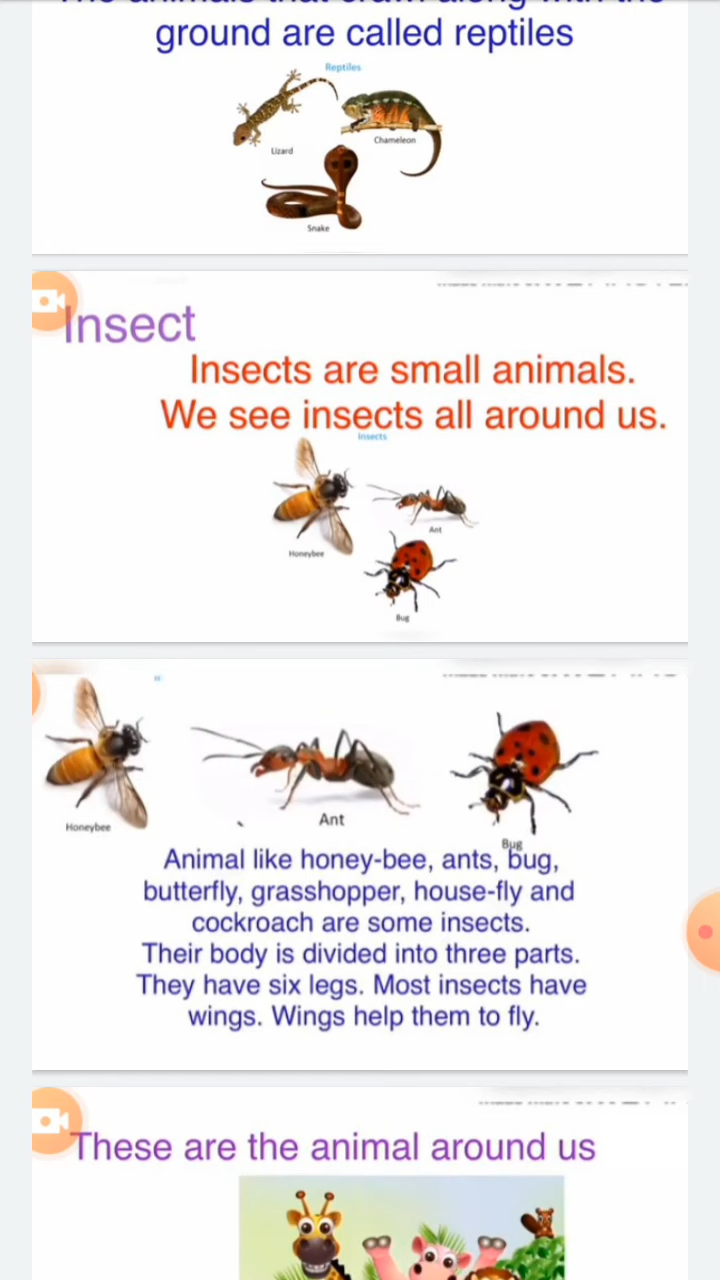 ground are called reptiles
Reptiles
Lizard
Chameleon
Snake
Insect
Insects are small animals.
We see insects all around us.
Insects
Honeybee
Ant
Bug
Honeybee
Ant
Bug
Animal like honey-bee, ants, bug,
butterfly, grasshopper, house-fly and
cockroach are some insects.
Their body is divided into three parts.
They have six legs. Most insects have
wings. Wings help them to fly.
These are the animal around us